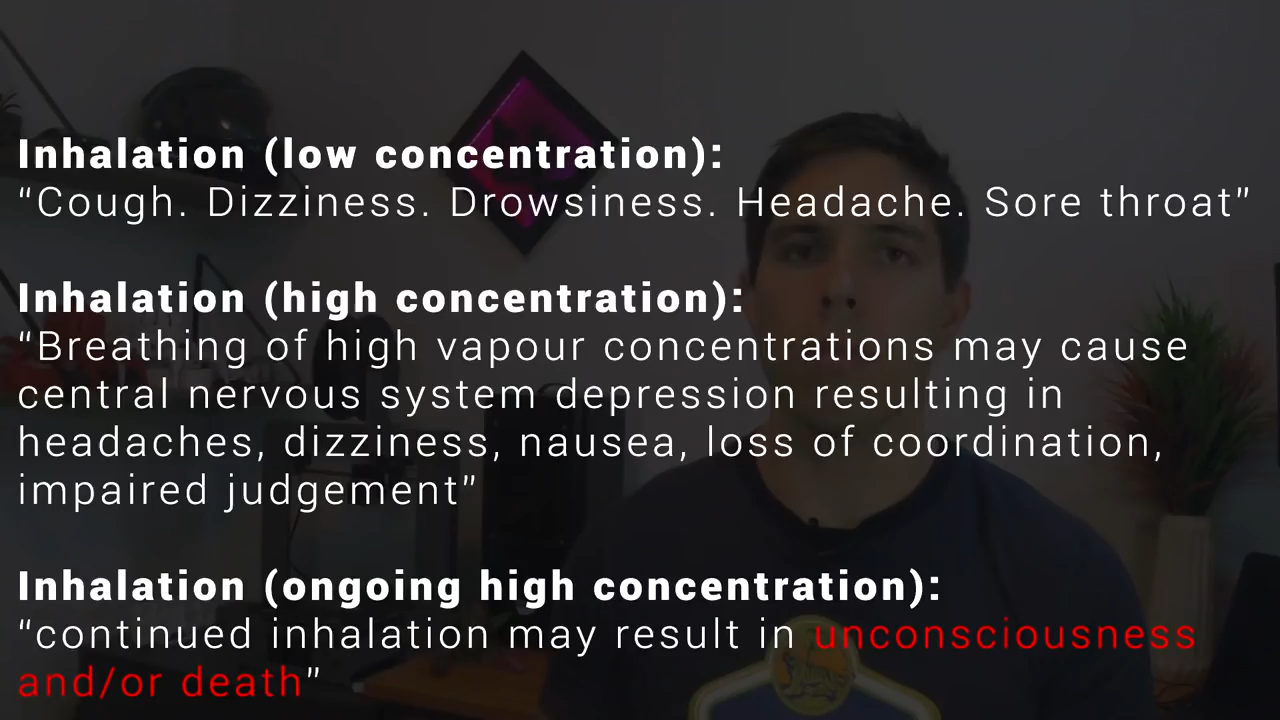 Inhalation (low concentration):
“Cough. Dizziness. Drowsiness. Headache. Sore throat”
Inhalation (high concentration):
“Breathing of high vapour concentrations may cause
central nervous system depression resulting in
headaches, dizziness, nausea, loss of coordination,
impaired judgement”
Inhalation (ongoing high concentration):
“continued inhalation may result in unconsciousness
and/or death”